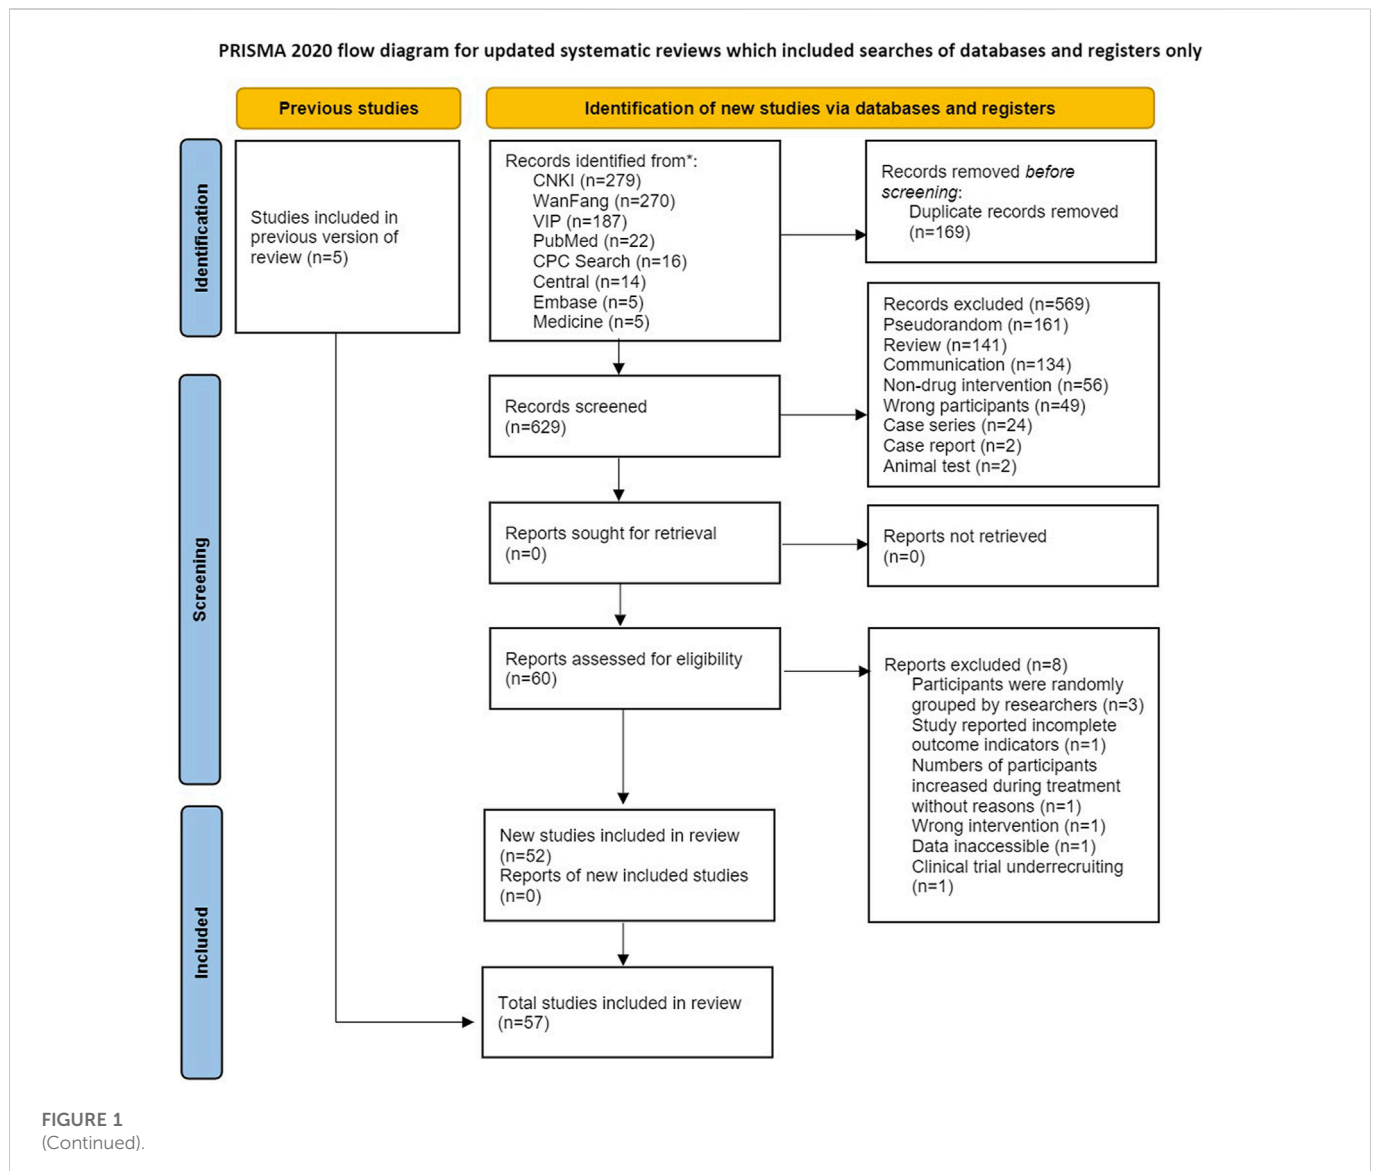 PRISMA 2020 flow diagram for updated systematic reviews which included searches of databases and registers only
Previous studies
Identification of new studies via databases and registers
Identification
Studies included in
previous version of
review (n=5)
Records identified from*:
CNKI (n=279)
WanFang (n=270)
VIP (n=187)
PubMed (n=22)
CPC Search (n=16)
Central (n=14)
Embase (n=5)
Medicine (n=5)
Records removed before
screening:
Duplicate records removed
(n=169)
Screening
Records screened
(n=629)
Records excluded (n=569)
Pseudorandom (n=161)
Review (n=141)
Communication (n=134)
Non-drug intervention (n=56)
Wrong participants (n=49)
Case series (n=24)
Case report (n=2)
Animal test (n=2)
Reports sought for retrieval
(n=0)
Reports not retrieved
(n=0)
Reports assessed for eligibility
(n=60)
Reports excluded (n=8)
Participants were randomly
grouped by researchers (n=3)
Study reported incomplete
outcome indicators (n=1)
Numbers of participants
increased during treatment
without reasons (n=1)
Wrong intervention (n=1)
Data inaccessible (n=1)
Clinical trial underrecruiting
(n=1)
Included
New studies included in review
(n=52)
Reports of new included studies
(n=0)
Total studies included in review
(n=57)
FIGURE 1
(Continued).